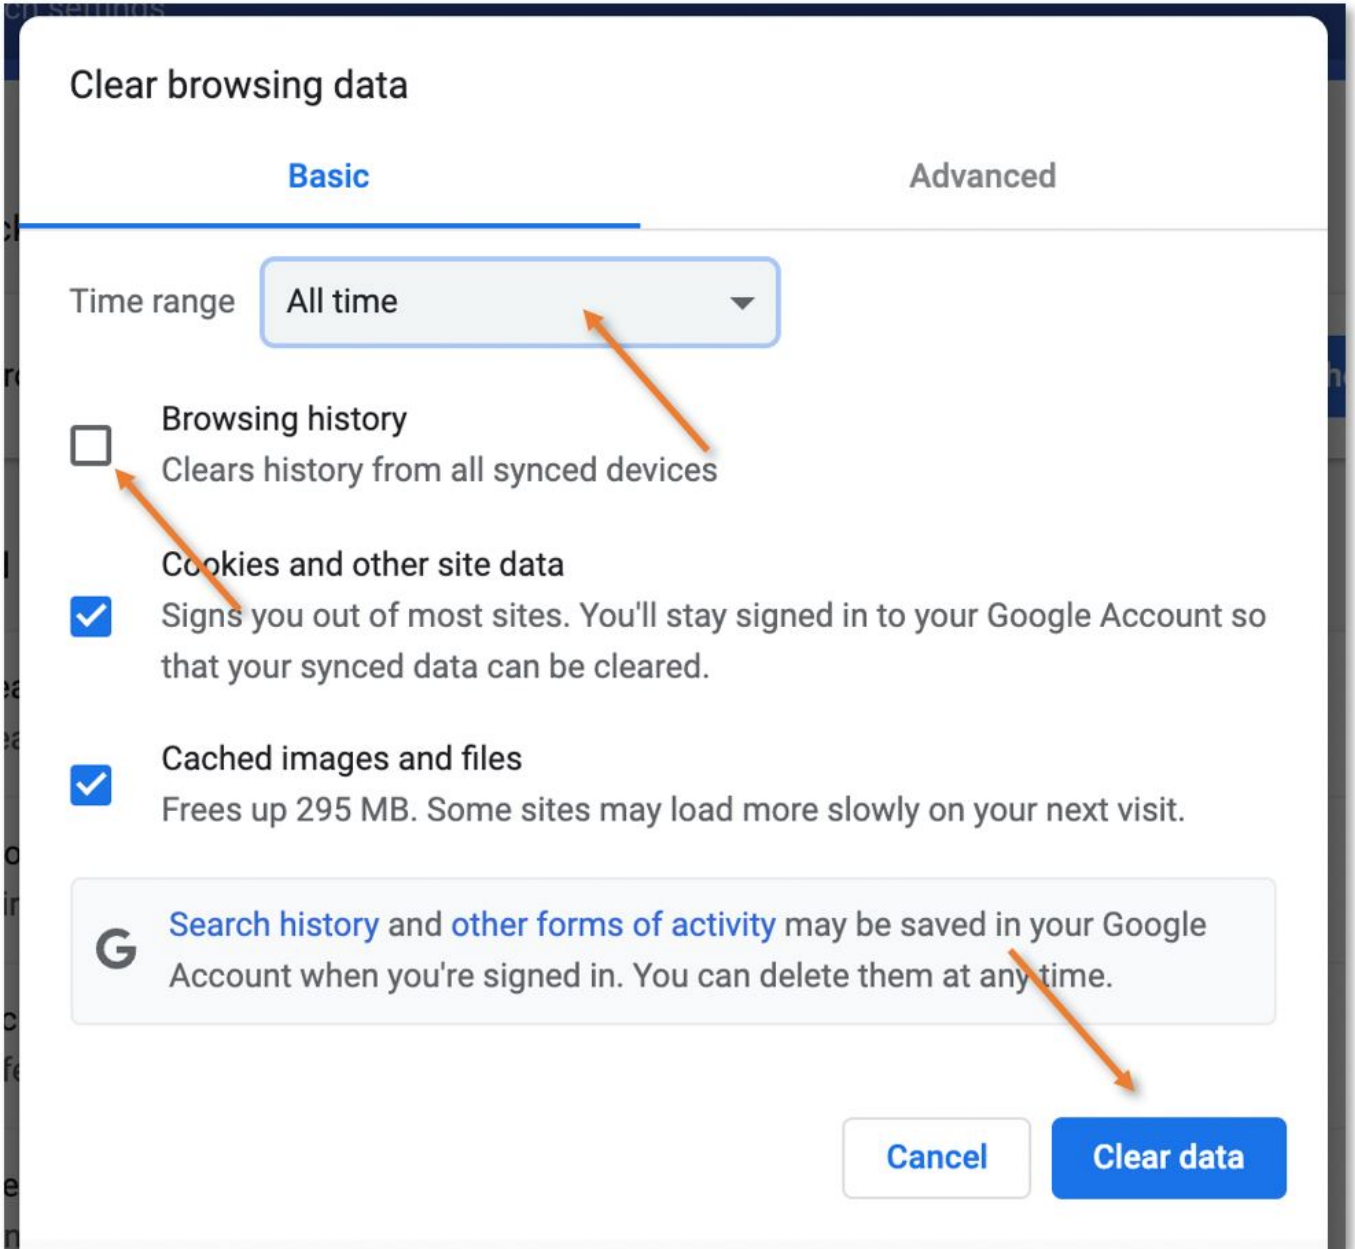 ch settings
Clear browsing data
Basic Advanced
Time range All time
Browsing history
Clears history from all synced devices
Cookies and other site data
Signs you out of most sites. You'll stay signed in to your Google Account so
that your synced data can be cleared.
Cached images and files
Frees up 295 MB. Some sites may load more slowly on your next visit.
G Search history and other forms of activity may be saved in your Google
Account when you're signed in. You can delete them at any time.
Cancel Clear data